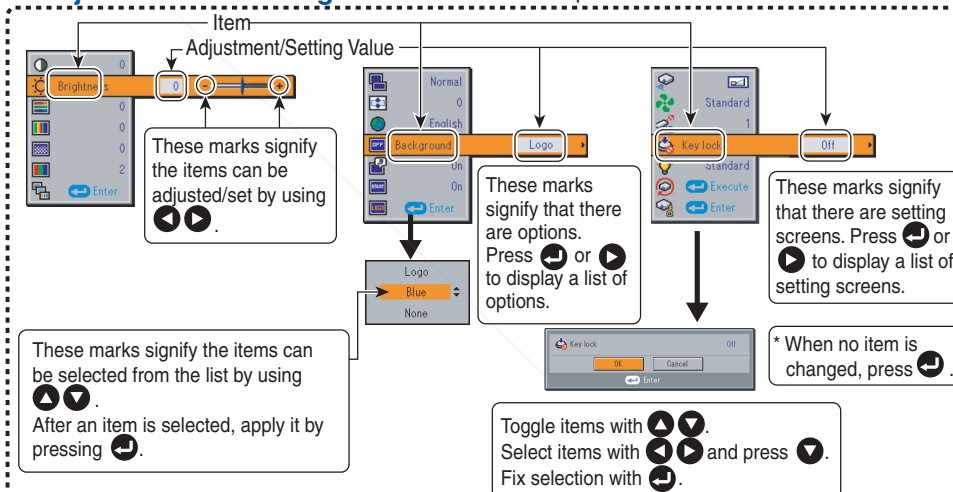 Item
Adjustment/Setting Value
0
Brightness
0
0
0
0
2
Enter
These marks signify
the items can be
adjusted/set by using
.
Normal
0
English
Background
Logo
On
On
Enter
These marks
signify that there
are options.
Press or
to display a list of
options.
Logo
Blue
None
Standard
1
Key lock
Off
Standard
Execute
Enter
These marks signify
that there are setting
screens. Press or
to display a list of
setting screens.
Key lock
Off
OK
Cancel
Enter
* When no item is
changed, press .
These marks signify the items can
be selected from the list by using
.
After an item is selected, apply it by
pressing .
Toggle items with .
Select items with and press .
Fix selection with .